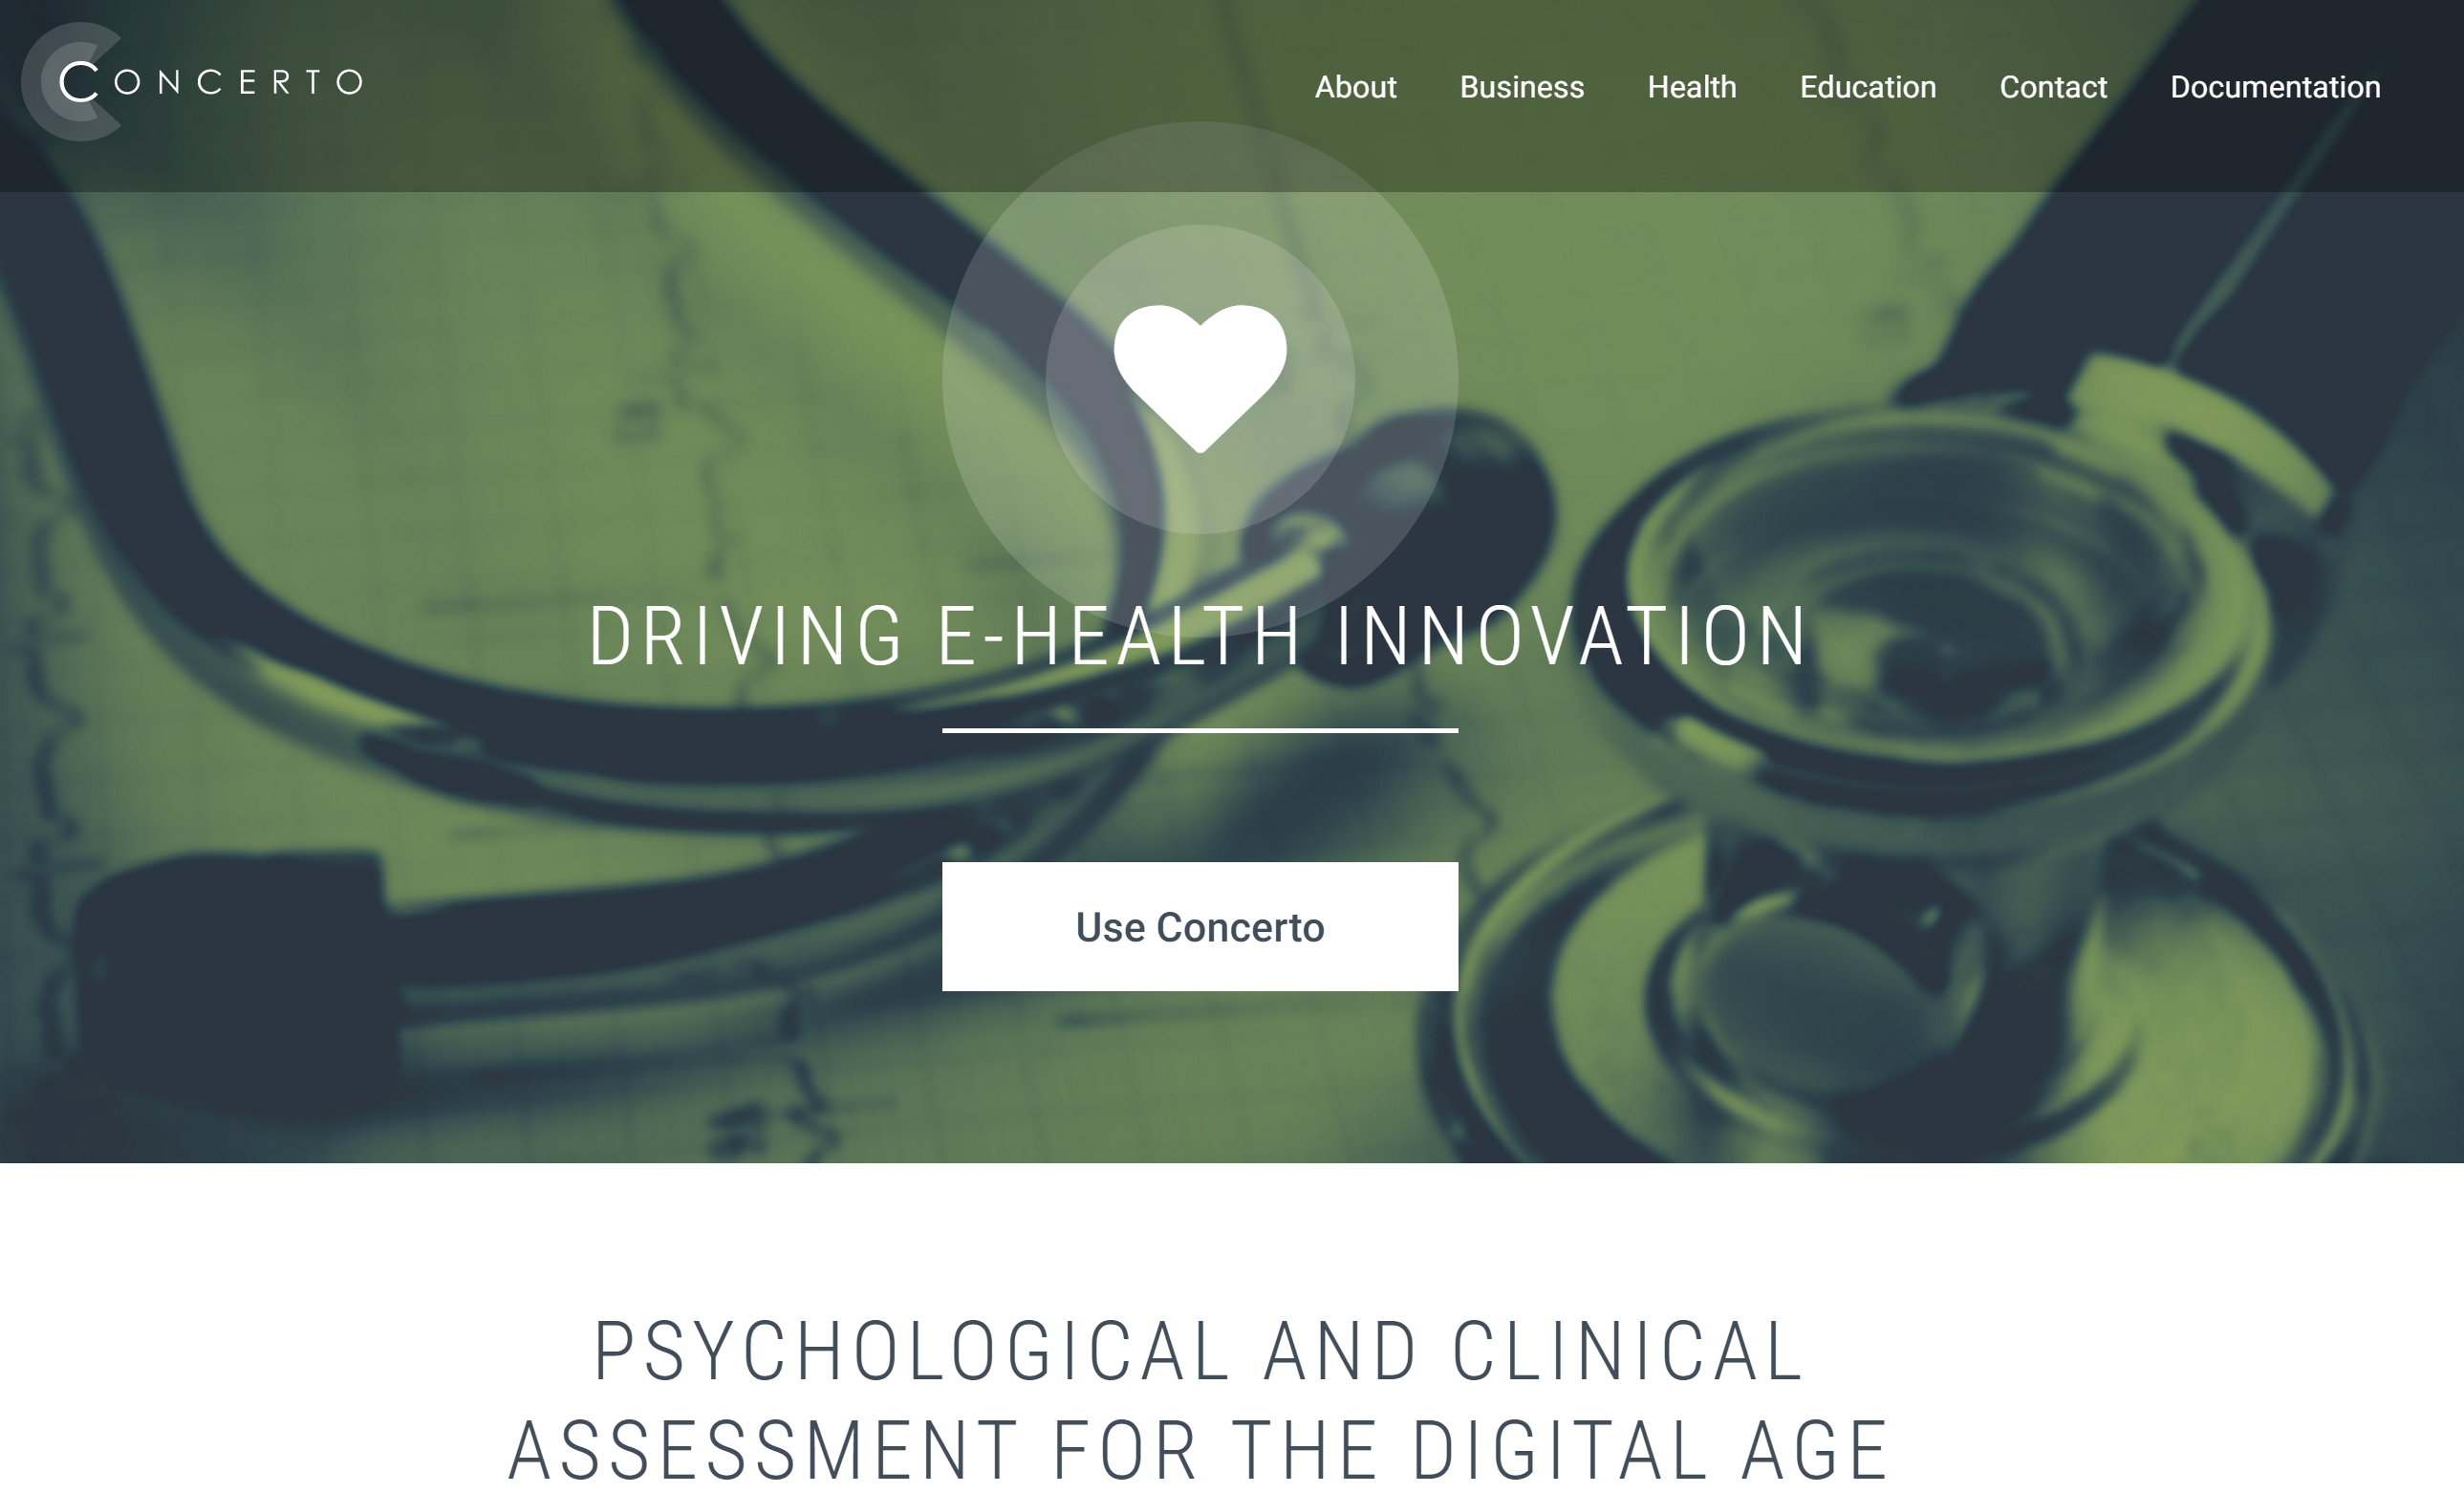 CONCERTO
About Business Health Education Contact Documentation
DRIVING E-HEALTH INNOVATION
Use Concerto
PSYCHOLOGICAL AND CLINICAL
ASSESSMENT FOR THE DIGITAL AGE